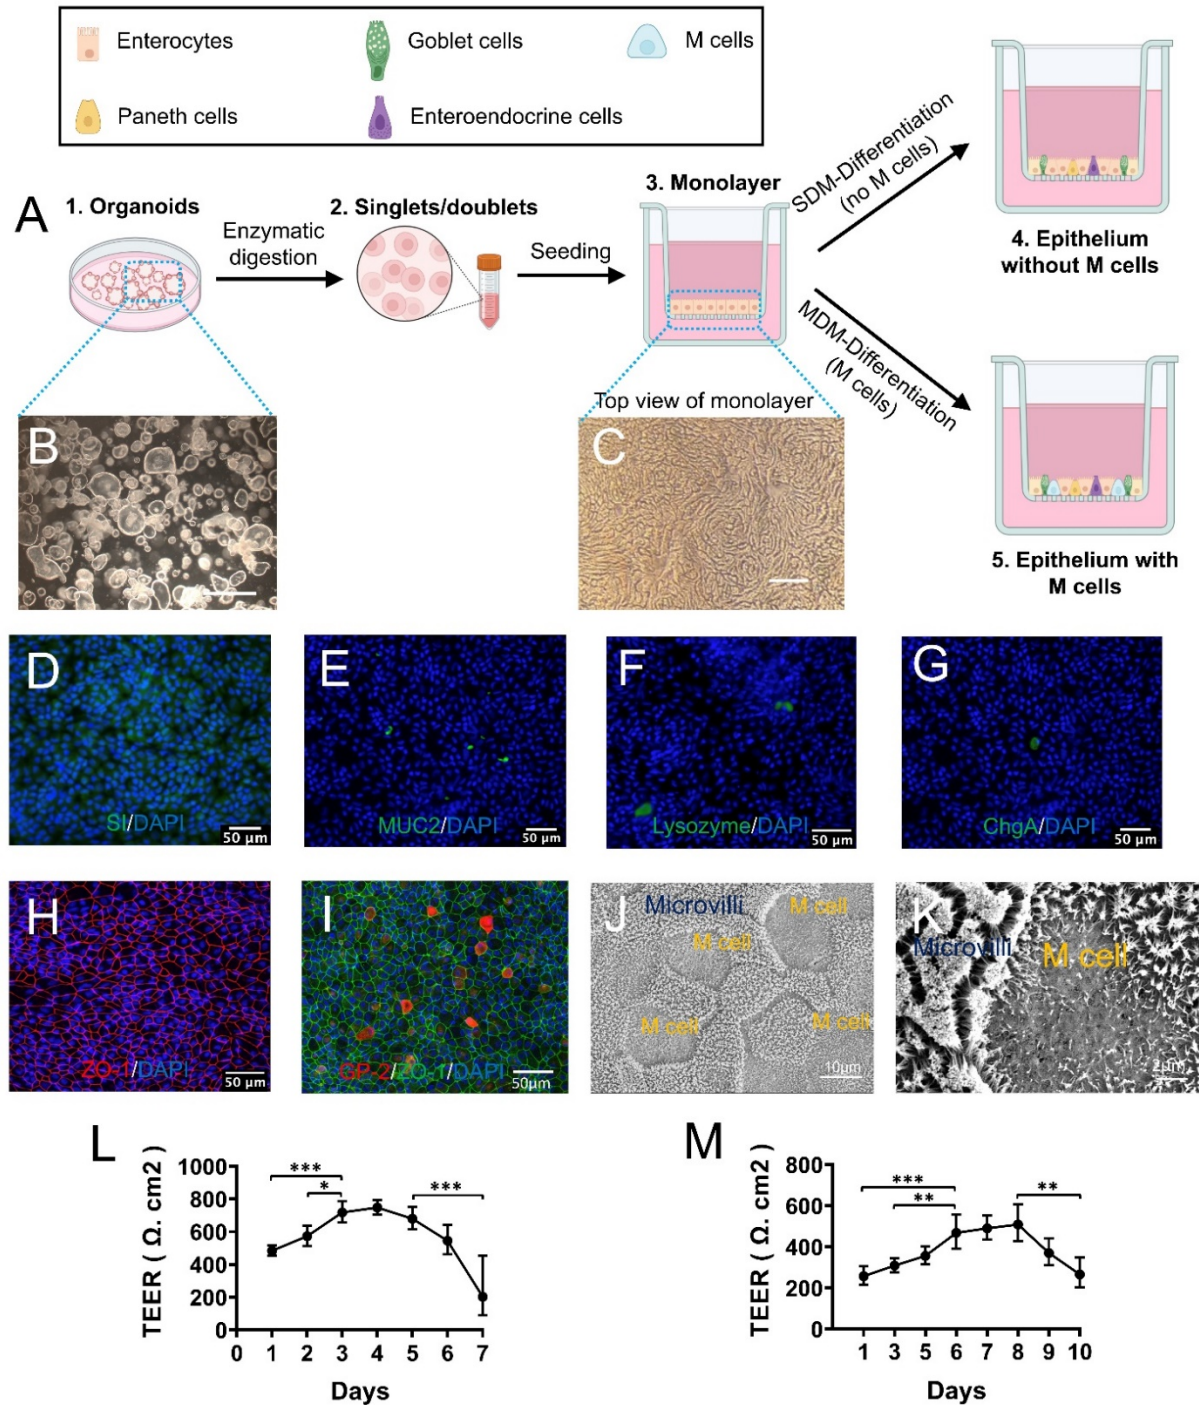 Enterocytes
Goblet cells
M cells
Paneth cells
Enteroendocrine cells
A
1. Organoids
Enzymatic
digestion
2. Singlets/doublets
Seeding
3. Monolayer
SDM-Differentiation
(no M cells)
4. Epithelium
without M cells
MDM-Differentiation
(M cells)
5. Epithelium with
M cells
B
Top view of monolayer
C
D
SI/DAPI
50 µm
E
MUC2/DAPI
50 µm
F
Lysozyme/DAPI
50 µm
G
ChgA/DAPI
50 µm
H
ZO-1/DAPI
50 µm
I
GP-2/ZO-1/DAPI
50µm
J
Microvilli
M cell
M cell
M cell
M cell
10µm
K
Microvilli
M cell
2µm
L
TEER ( Ω. cm2 )
1000
800
600
400
200
0
***
*
***
0 1 2 3 4 5 6 7
Days
M
TEER ( Ω. cm2 )
800
600
400
200
0
***
**
**
1 3 5 6 7 8 9 10
Days